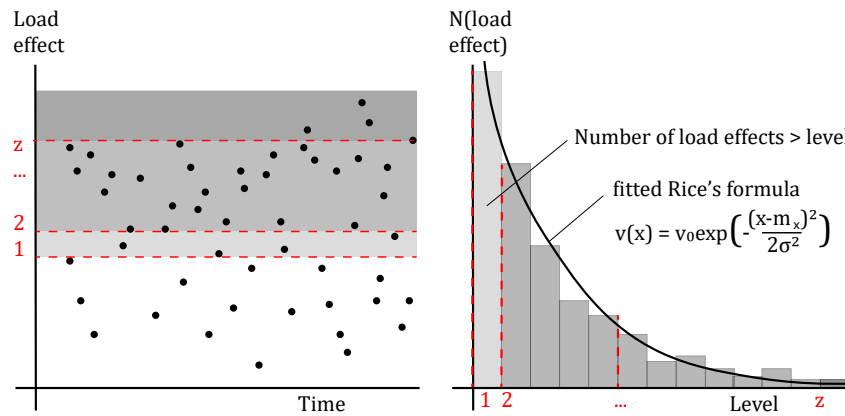 Load
effect
z
...
2
1
Time
N(load
effect)
Number of load effects > level
fitted Rice's formula
v(x) = v₀exp(-(x-mₓ)²/2σ²)
1 2 ... Level z